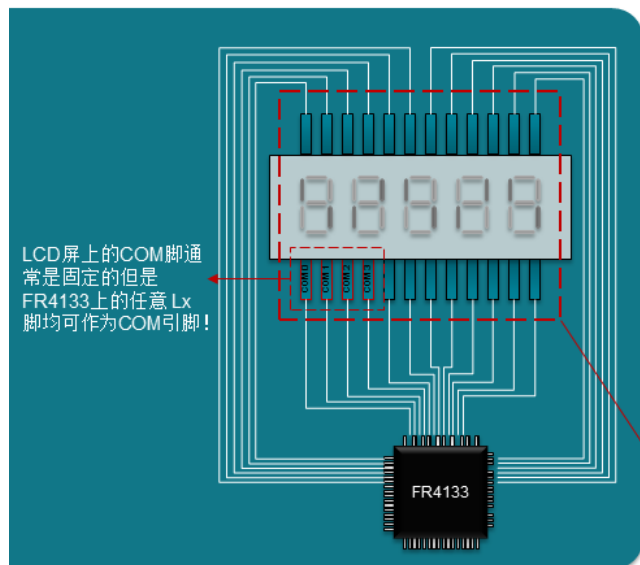 LCD屏上的COM脚通
常是固定的但是
FR4133上的任意 Lx
脚均可作为COM引脚!
COM0
COM1
COM2
COM3
FR4133